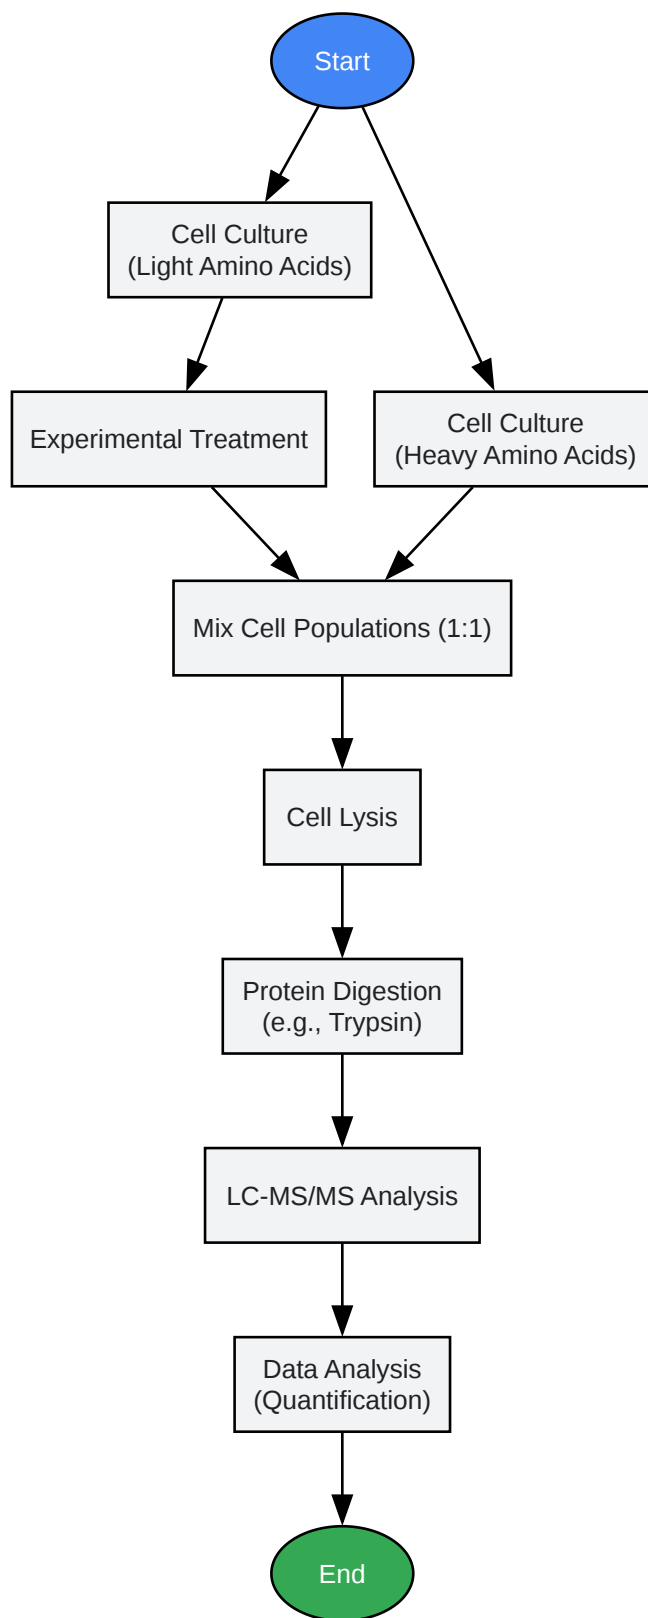 Start
Cell Culture
(Light Amino Acids)
Experimental Treatment
Cell Culture
(Heavy Amino Acids)
Mix Cell Populations (1:1)
Cell Lysis
Protein Digestion
(e.g., Trypsin)
LC-MS/MS Analysis
Data Analysis
(Quantification)
End